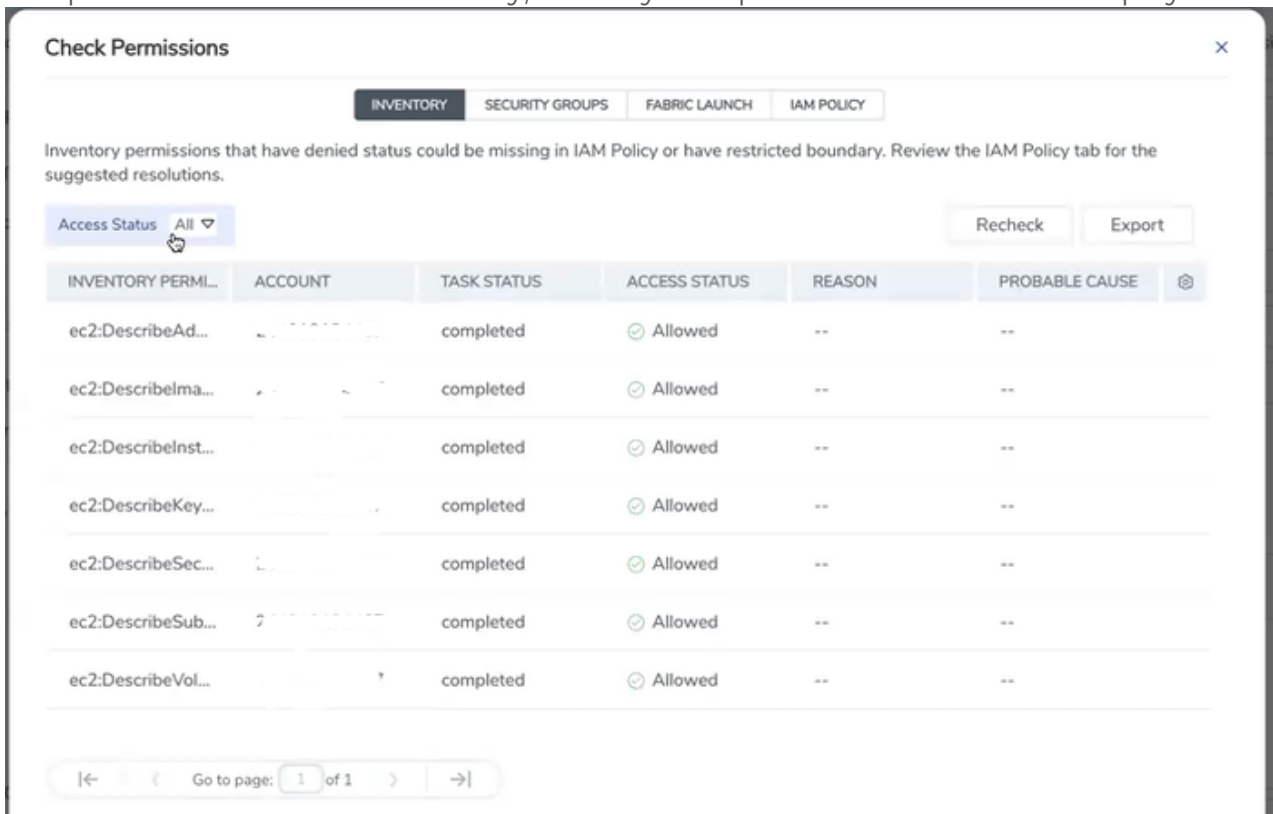 Check Permissions
INVENTORY SECURITY GROUPS FABRIC LAUNCH IAM POLICY
Inventory permissions that have denied status could be missing in IAM Policy or have restricted boundary. Review the IAM Policy tab for the
suggested resolutions.
Access Status All
Recheck Export
INVENTORY PERMI... ACCOUNT TASK STATUS ACCESS STATUS REASON PROBABLE CAUSE
ec2:DescribeAd... completed Allowed -- --
ec2:DescribeIma... completed Allowed -- --
ec2:DescribeInst... completed Allowed -- --
ec2:DescribeKey... completed Allowed -- --
ec2:DescribeSec... completed Allowed -- --
ec2:DescribeSub... completed Allowed -- --
ec2:DescribeVol... completed Allowed -- --
Go to page: 1 of 1